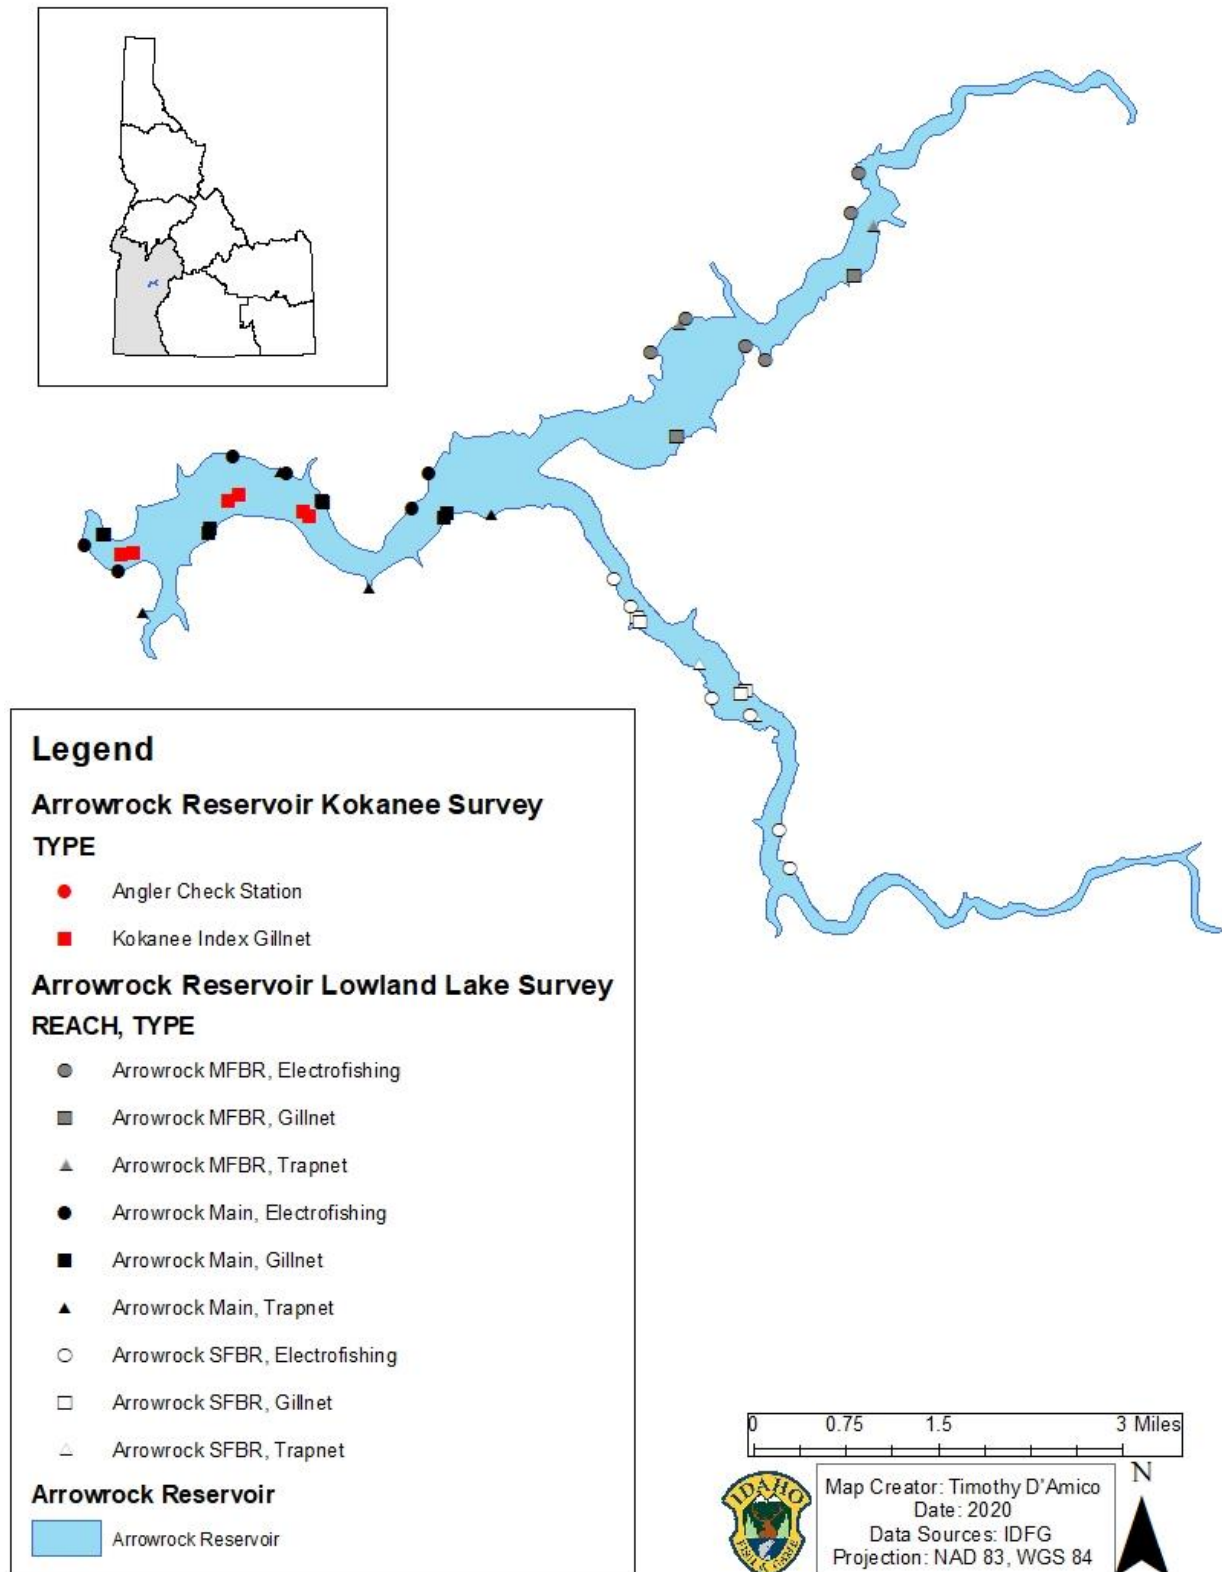 Legend
Arrowrock Reservoir Kokanee Survey
TYPE
Angler Check Station
Kokanee Index Gillnet
Arrowrock Reservoir Lowland Lake Survey
REACH, TYPE
Arrowrock MFBR, Electrofishing
Arrowrock MFBR, Gillnet
Arrowrock MFBR, Trapnet
Arrowrock Main, Electrofishing
Arrowrock Main, Gillnet
Arrowrock Main, Trapnet
Arrowrock SFBR, Electrofishing
Arrowrock SFBR, Gillnet
Arrowrock SFBR, Trapnet
Arrowrock Reservoir
Arrowrock Reservoir
0 0.75 1.5 3 Miles
IDAHO
FISH & GAME
Map Creator: Timothy D'Amico
Date: 2020
Data Sources: IDFG
Projection: NAD 83, WGS 84
N